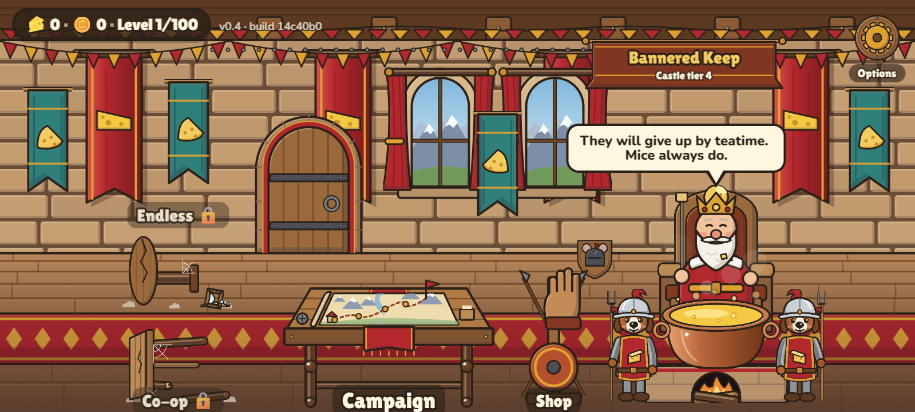 0 · 0 · Level 1/100
v0.4 · build 14c40b0
Bannered Keep
Castle tier 4
Options
They will give up by teatime.
Mice always do.
Endless
Co-op
Campaign
Shop